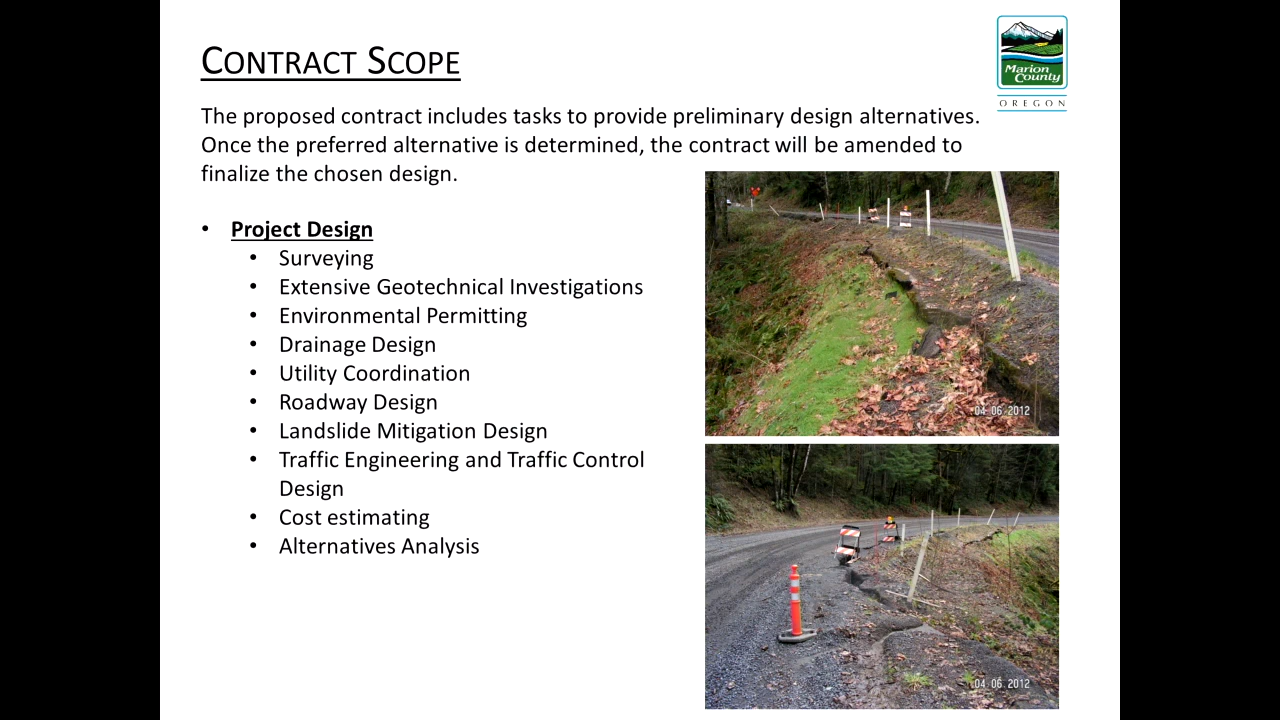 CONTRACT SCOPE
Marion
County
OREGON
The proposed contract includes tasks to provide preliminary design alternatives.
Once the preferred alternative is determined, the contract will be amended to
finalize the chosen design.
• Project Design
• Surveying
• Extensive Geotechnical Investigations
• Environmental Permitting
• Drainage Design
• Utility Coordination
• Roadway Design
• Landslide Mitigation Design
• Traffic Engineering and Traffic Control
Design
• Cost estimating
• Alternatives Analysis
04 06 2012
04 06 2012